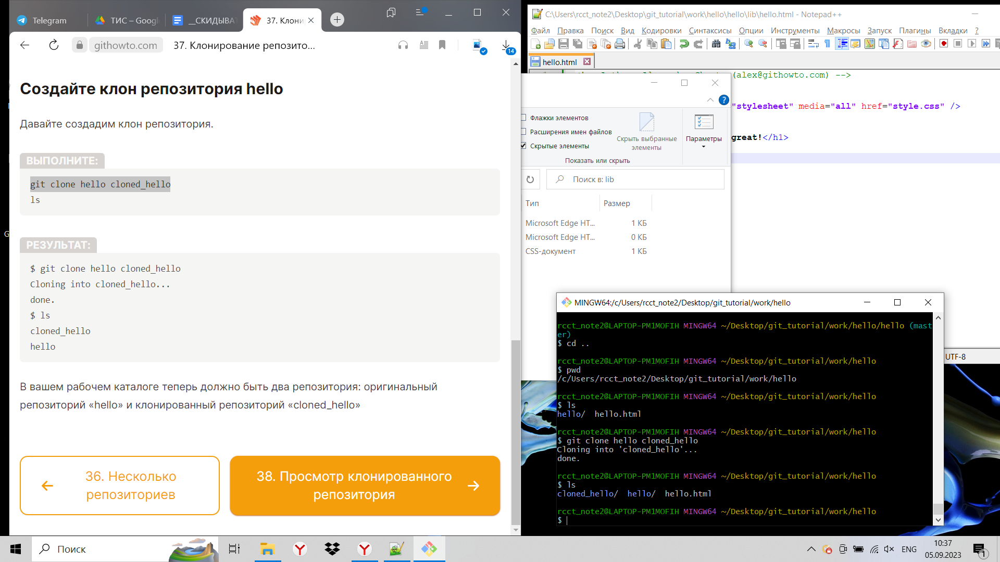 Telegram
ТИС – Google
__СКИДЫВАТ
37. Клони
githowto.com
37. Клонирование репозито...
14
Создайте клон репозитория hello
Давайте создадим клон репозитория.
ВЫПОЛНИТЕ:
git clone hello cloned_hello
ls
РЕЗУЛЬТАТ:
$ git clone hello cloned_hello
Cloning into cloned_hello...
done.
$ ls
cloned_hello
hello
В вашем рабочем каталоге теперь должно быть два репозитория: оригинальный
репозиторий «hello» и клонированный репозиторий «cloned_hello»
36. Несколько
репозиториев
38. Просмотр клонированного
репозитория
C:\Users\rcct_note2\Desktop\git_tutorial\work\hello\hello\lib\hello.html - Notepad++
Файл Правка Поиск Вид Кодировки Синтаксисы Опции Инструменты Макросы Запуск Плагины Вкладки ?
hello.html
(alex@githowto.com) -->
"stylesheet" media="all" href="style.css" />
great!</h1>
UTF-8
Флажки элементов
Расширения имен файлов
Скрытые элементы
Скрыть выбранные
элементы
Параметры
Показать или скрыть
Поиск в: lib
Тип Размер
Microsoft Edge HT... 1 КБ
Microsoft Edge HT... 0 КБ
CSS-документ 1 КБ
MINGW64:/c/Users/rcct_note2/Desktop/git_tutorial/work/hello
rcct_note2@LAPTOP-PM1MOFIH MINGW64 ~/Desktop/git_tutorial/work/hello/hello (mast
er)
$ cd ..
rcct_note2@LAPTOP-PM1MOFIH MINGW64 ~/Desktop/git_tutorial/work/hello
$ pwd
/c/Users/rcct_note2/Desktop/git_tutorial/work/hello
rcct_note2@LAPTOP-PM1MOFIH MINGW64 ~/Desktop/git_tutorial/work/hello
$ ls
hello/  hello.html
rcct_note2@LAPTOP-PM1MOFIH MINGW64 ~/Desktop/git_tutorial/work/hello
$ git clone hello cloned_hello
Cloning into 'cloned_hello'...
done.
rcct_note2@LAPTOP-PM1MOFIH MINGW64 ~/Desktop/git_tutorial/work/hello
$ ls
cloned_hello/  hello/  hello.html
rcct_note2@LAPTOP-PM1MOFIH MINGW64 ~/Desktop/git_tutorial/work/hello
$
Поиск
ENG
10:37
05.09.2023
1